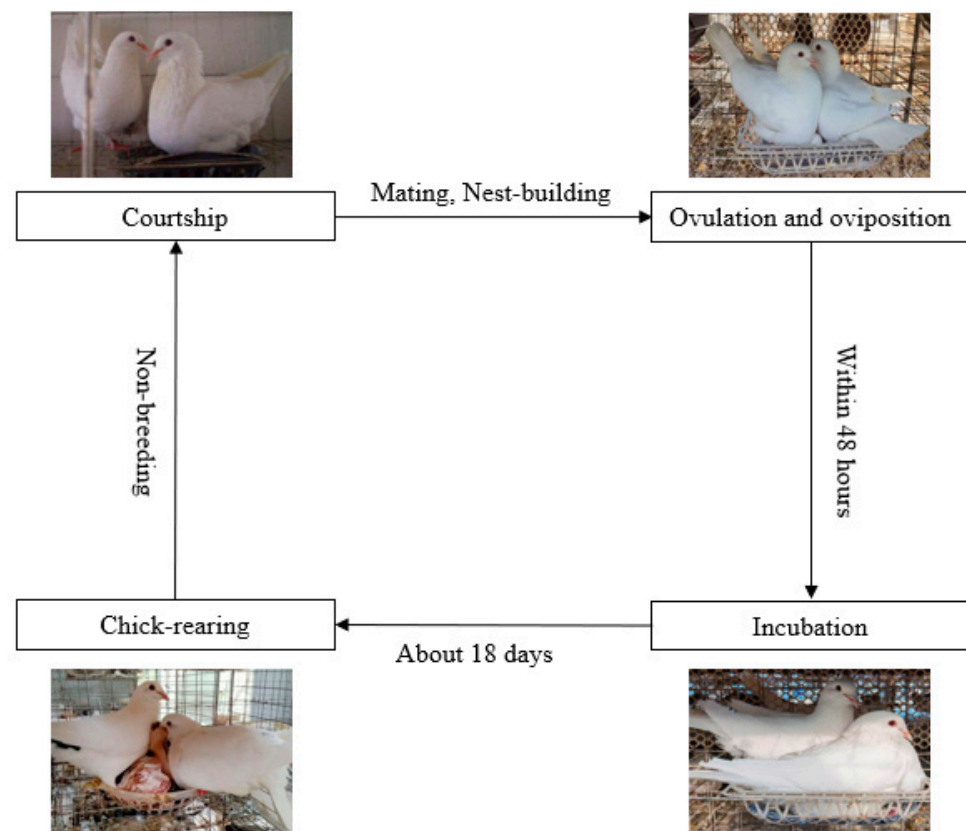 Mating, Nest-building
Courtship
Ovulation and oviposition
Non-breeding
Within 48 hours
Chick-rearing
Incubation
About 18 days